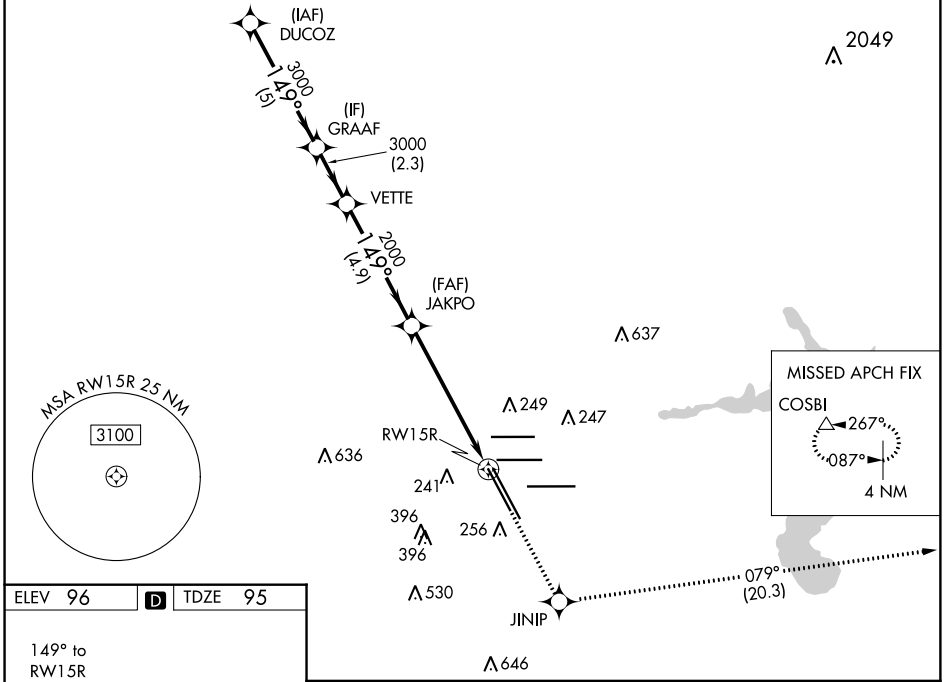 (IAF)
DUCOZ
2049
3000
149°
(5)
(IF)
GRAAF
3000
(2.3)
VETTE
2000
149°
(4.9)
(FAF)
JAKPO
637
MISSED APCH FIX
COSBI
267°
087°
4 NM
MSA RW15R 25 NM
3100
249
247
RW15R
636
241
396
396
256
530
079°
(20.3)
JINIP
646
ELEV 96 D TDZE 95
149° to
RW15R